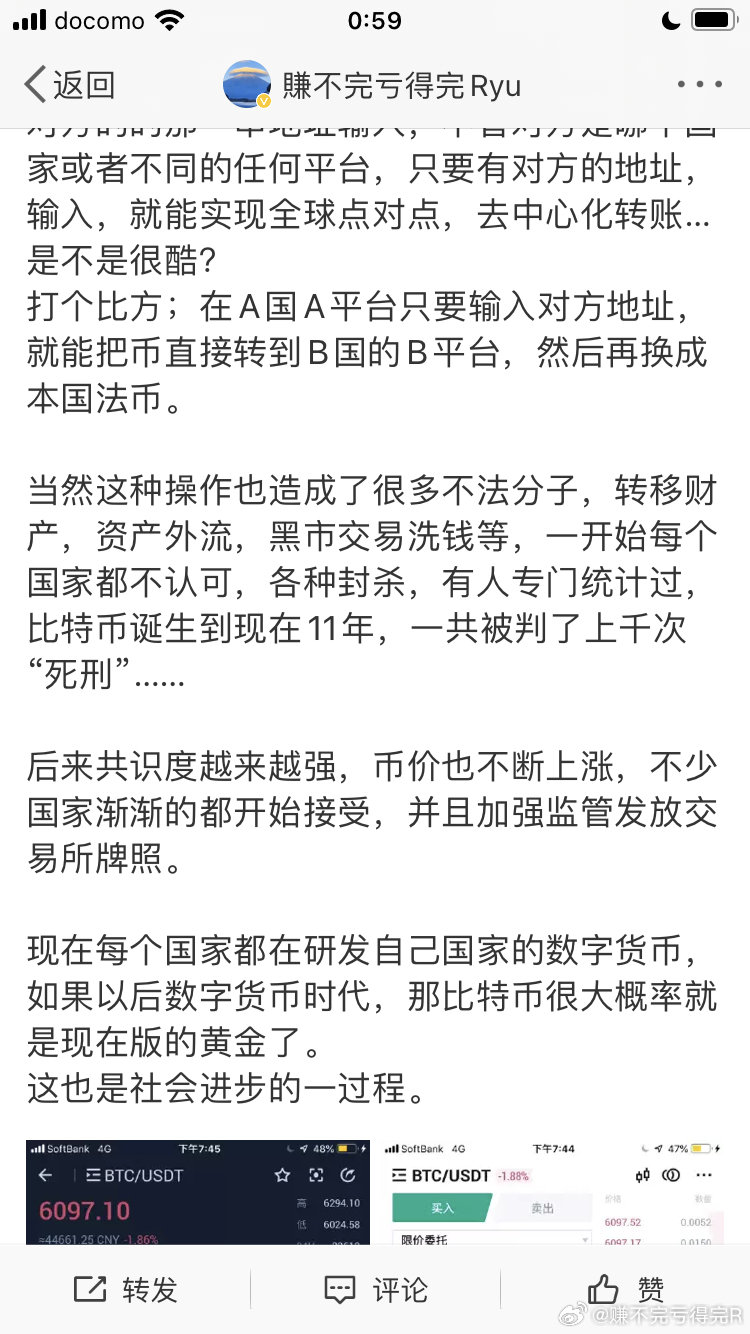 docomo
0:59
返回
賺不完亏得完Ryu
家或者不同的任何平台，只要有对方的地址，
输入，就能实现全球点对点，去中心化转账...
是不是很酷?
打个比方；在A国A平台只要输入对方地址，
就能把币直接转到B国的B平台，然后再换成
本国法币。
当然这种操作也造成了很多不法分子，转移财
产，资产外流，黑市交易洗钱等，一开始每个
国家都不认可，各种封杀，有人专门统计过，
比特币诞生到现在11年，一共被判了上千次
“死刑”……
后来共识度越来越强，币价也不断上涨，不少
国家渐渐的都开始接受，并且加强监管发放交
易所牌照。
现在每个国家都在研发自己国家的数字货币，
如果以后数字货币时代，那比特币很大概率就
是现在版的黄金了。
这也是社会进步的一过程。
SoftBank 4G 下午7:45 48%
BTC/USDT
6097.10
高 6294.10
低 6024.58
≈44661.25 CNY -1.86%
SoftBank 4G 下午7:44 47%
BTC/USDT -1.88%
买入 卖出
价格 数量
6097.52 0.0052
限价委托
6097.17 0.0150
转发 评论 赞
@赚不完亏得完R